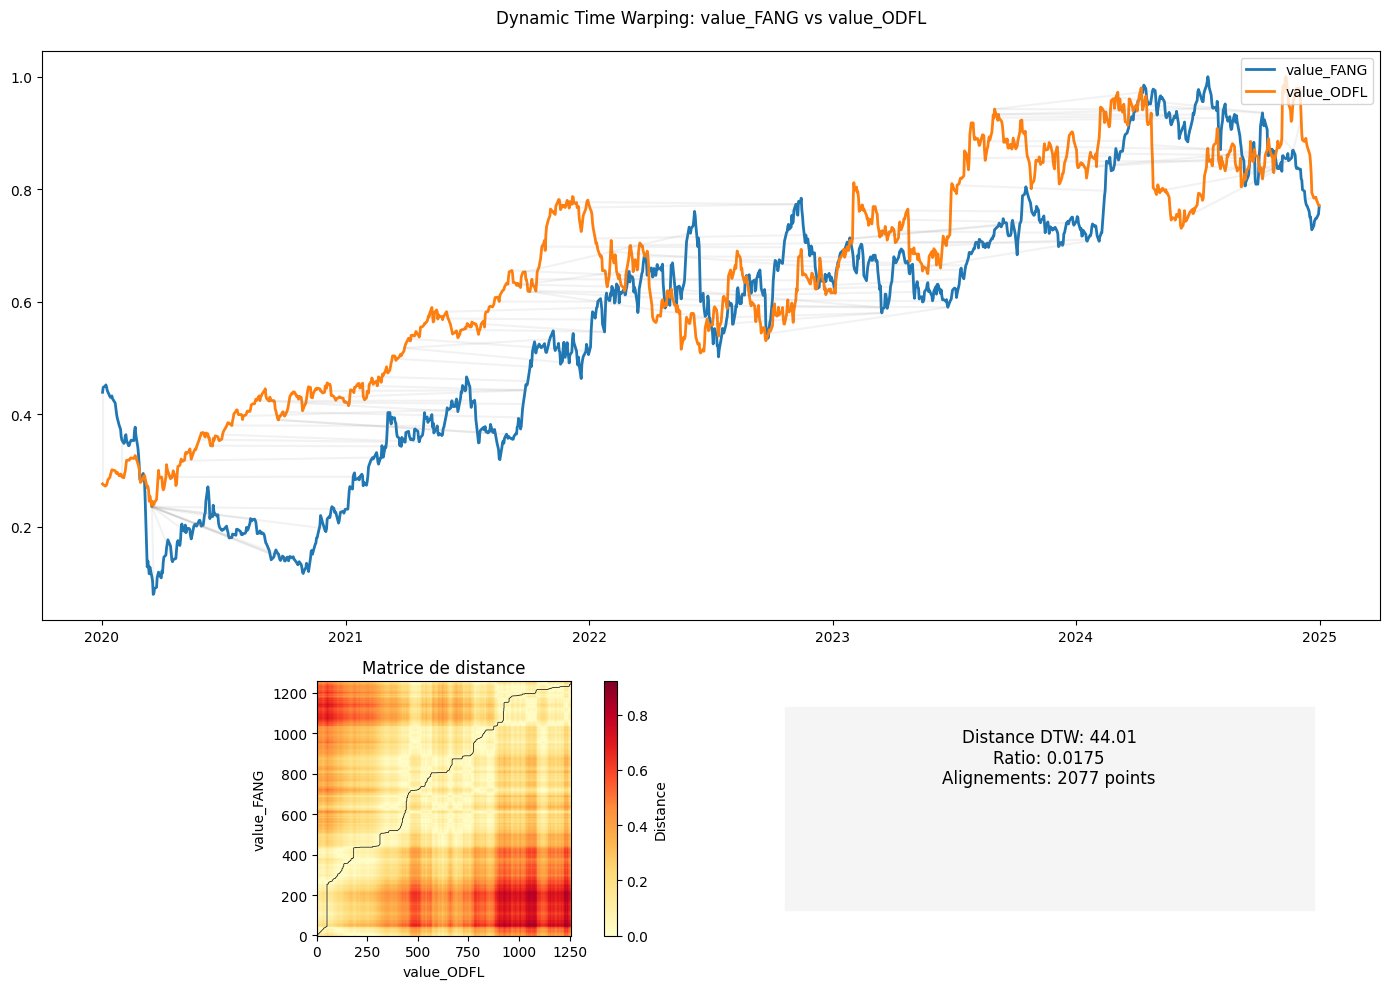 Dynamic Time Warping: value_FANG vs value_ODFL
value_FANG
value_ODFL
1.0
0.8
0.6
0.4
0.2
2020 2021 2022 2023 2024 2025
Matrice de distance
value_FANG
1200
1000
800
600
400
200
0
0 250 500 750 1000 1250
value_ODFL
0.8
0.6
0.4
0.2
0.0
Distance
Distance DTW: 44.01
Ratio: 0.0175
Alignements: 2077 points